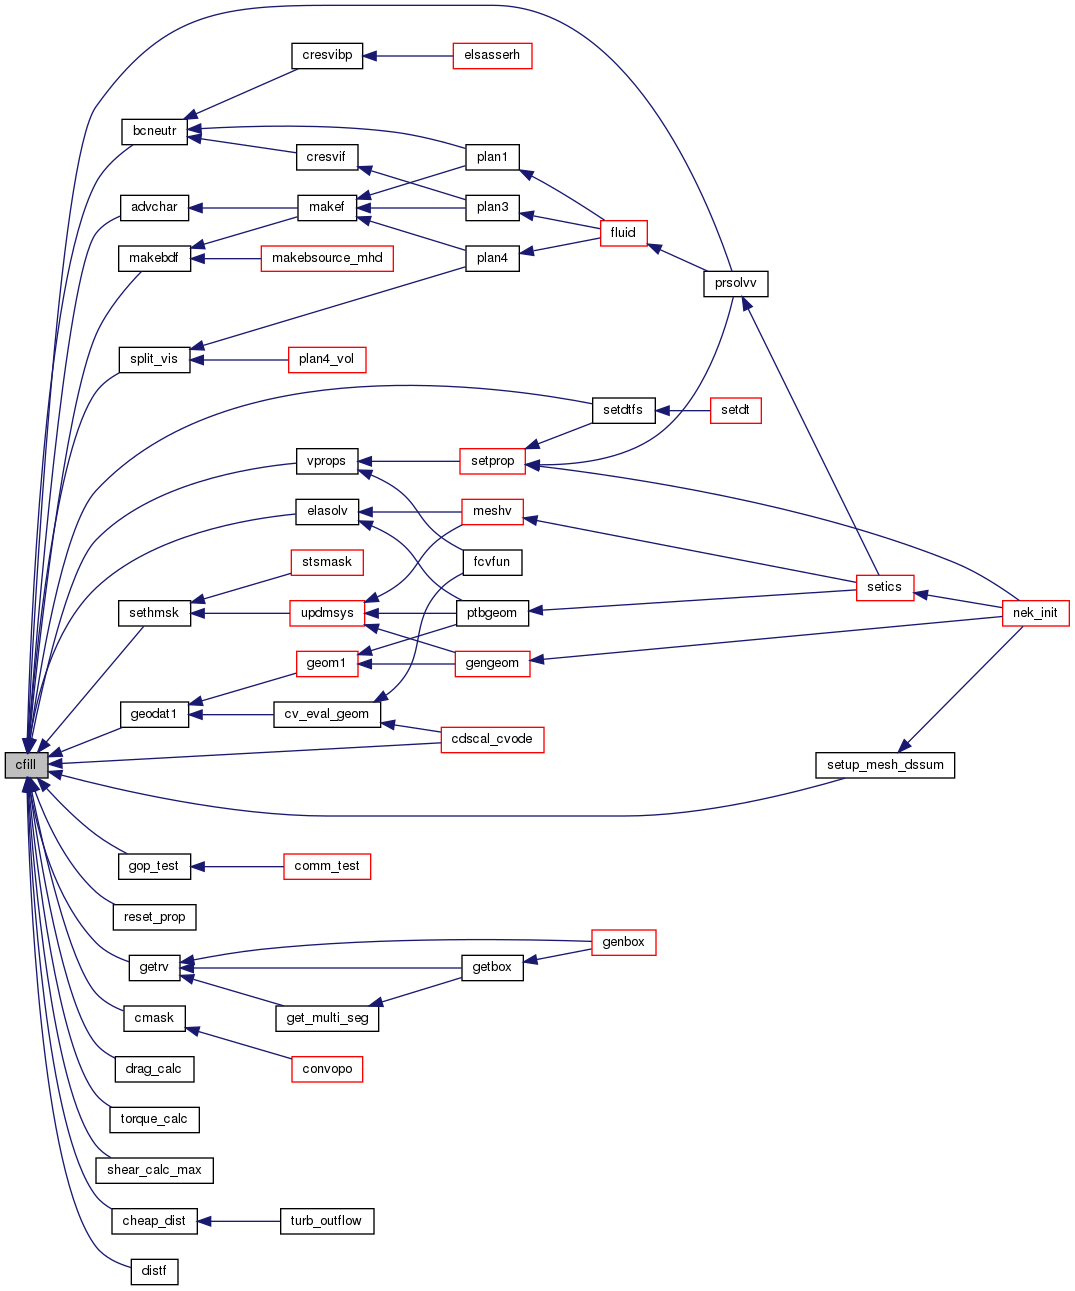 cresvibp
elsasserh
bcneutr
cresvif
plan1
advchar
makef
plan3
fluid
makebdf
makebsource_mhd
plan4
prsolvv
split_vis
plan4_vol
setdtfs
setdt
vprops
setprop
elasolv
meshv
stsmask
fcvfun
sethmsk
updmsys
ptbgeom
setics
nek_init
geom1
gengeom
geodat1
cv_eval_geom
cdscal_cvode
cfill
setup_mesh_dssum
gop_test
comm_test
reset_prop
genbox
getrv
getbox
cmask
get_multi_seg
drag_calc
convopo
torque_calc
shear_calc_max
cheap_dist
turb_outflow
distf